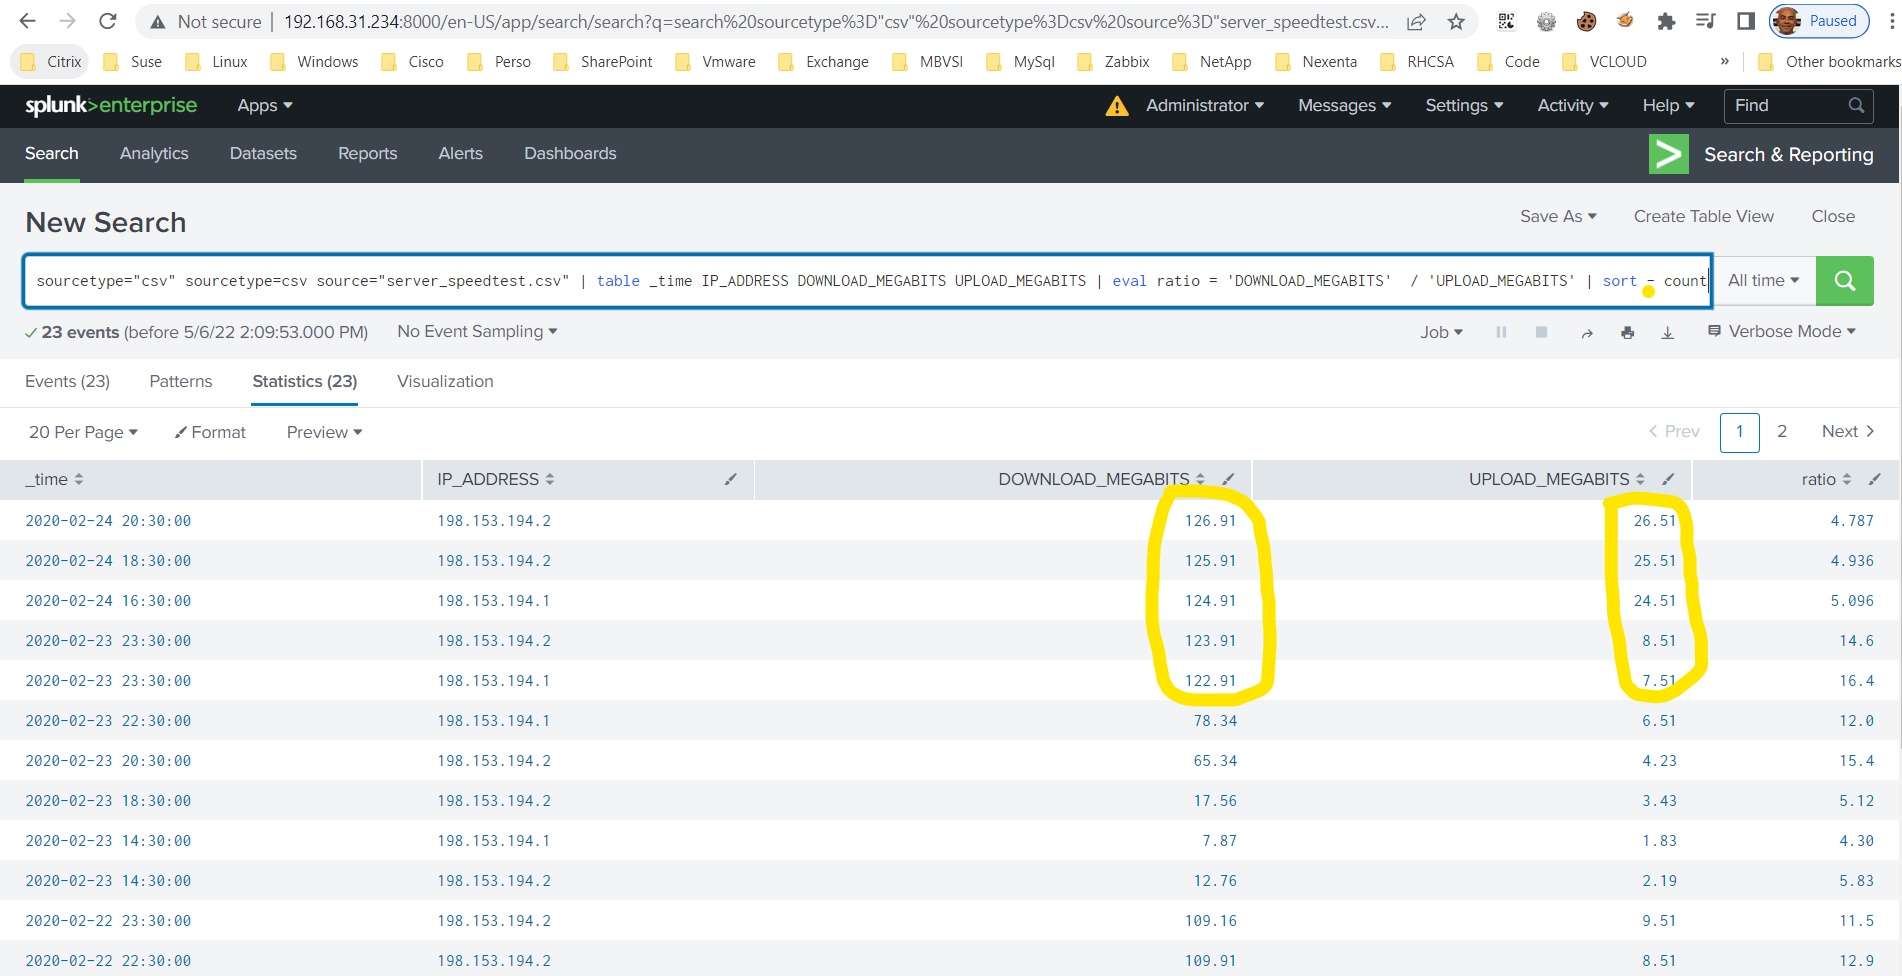 Not secure | 192.168.31.234:8000/en-US/app/search/search?q=search%20sourcetype%3D"csv"%20sourcetype%3Dcsv%20source%3D"server_speedtest.csv... Paused
Citrix Suse Linux Windows Cisco Perso SharePoint Vmware Exchange MBVSI MySql Zabbix NetApp Nexenta RHCSA Code VCLOUD » Other bookmarks
splunk>enterprise Apps Administrator Messages Settings Activity Help Find
Search Analytics Datasets Reports Alerts Dashboards Search & Reporting
New Search Save As Create Table View Close
sourcetype="csv" sourcetype=csv source="server_speedtest.csv" | table _time IP_ADDRESS DOWNLOAD_MEGABITS UPLOAD_MEGABITS | eval ratio = 'DOWNLOAD_MEGABITS' / 'UPLOAD_MEGABITS' | sort - count All time
23 events (before 5/6/22 2:09:53.000 PM) No Event Sampling Job Verbose Mode
Events (23) Patterns Statistics (23) Visualization
20 Per Page Format Preview < Prev 1 2 Next >
_time IP_ADDRESS DOWNLOAD_MEGABITS UPLOAD_MEGABITS ratio
2020-02-24 20:30:00 198.153.194.2 126.91 26.51 4.787
2020-02-24 18:30:00 198.153.194.2 125.91 25.51 4.936
2020-02-24 16:30:00 198.153.194.1 124.91 24.51 5.096
2020-02-23 23:30:00 198.153.194.2 123.91 8.51 14.6
2020-02-23 23:30:00 198.153.194.1 122.91 7.51 16.4
2020-02-23 22:30:00 198.153.194.1 78.34 6.51 12.0
2020-02-23 20:30:00 198.153.194.2 65.34 4.23 15.4
2020-02-23 18:30:00 198.153.194.2 17.56 3.43 5.12
2020-02-23 14:30:00 198.153.194.1 7.87 1.83 4.30
2020-02-23 14:30:00 198.153.194.2 12.76 2.19 5.83
2020-02-22 23:30:00 198.153.194.2 109.16 9.51 11.5
2020-02-22 22:30:00 198.153.194.2 109.91 8.51 12.9